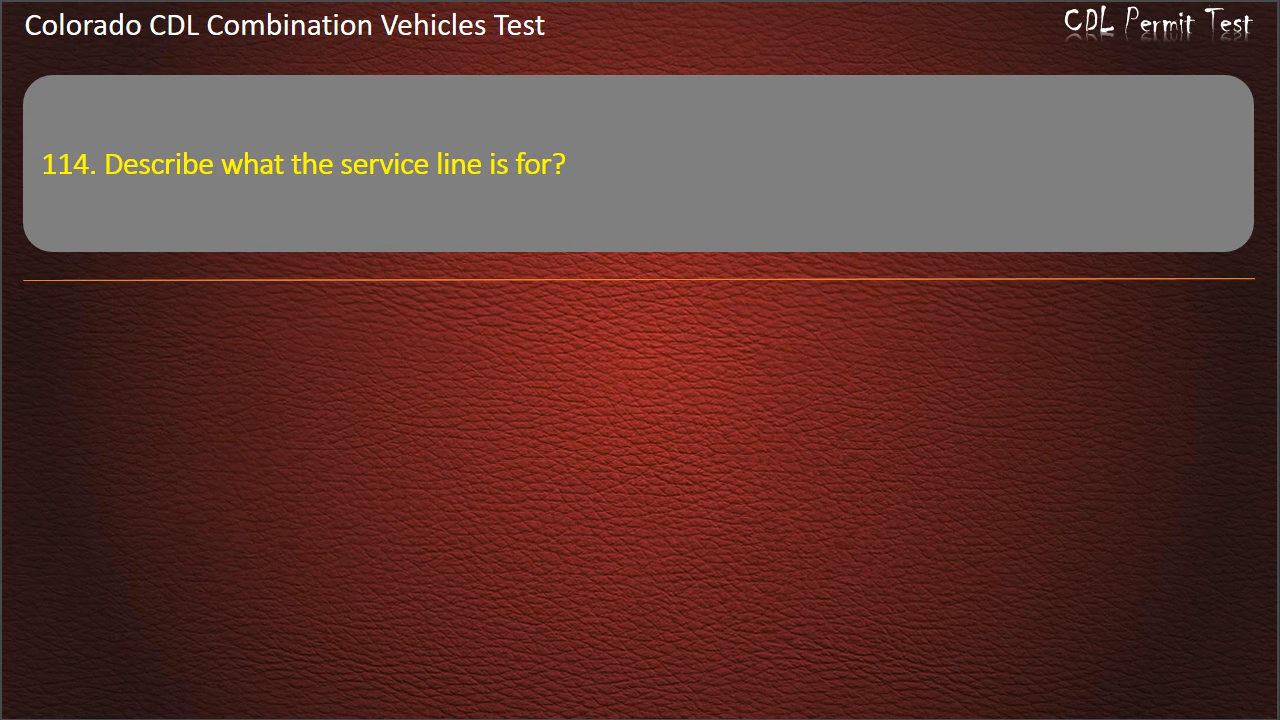 Colorado CDL Combination Vehicles Test
CDL Permit Test
114. Describe what the service line is for?